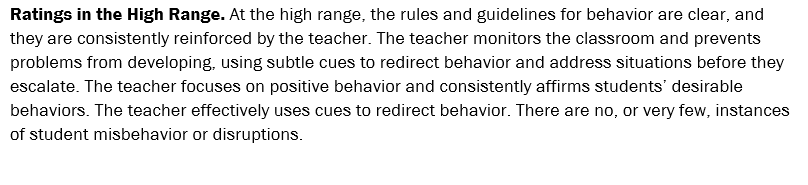 Ratings in the High Range. At the high range, the rules and guidelines for behavior are clear, and
they are consistently reinforced by the teacher. The teacher monitors the classroom and prevents
problems from developing, using subtle cues to redirect behavior and address situations before they
escalate. The teacher focuses on positive behavior and consistently affirms students’ desirable
behaviors. The teacher effectively uses cues to redirect behavior. There are no, or very few, instances
of student misbehavior or disruptions.